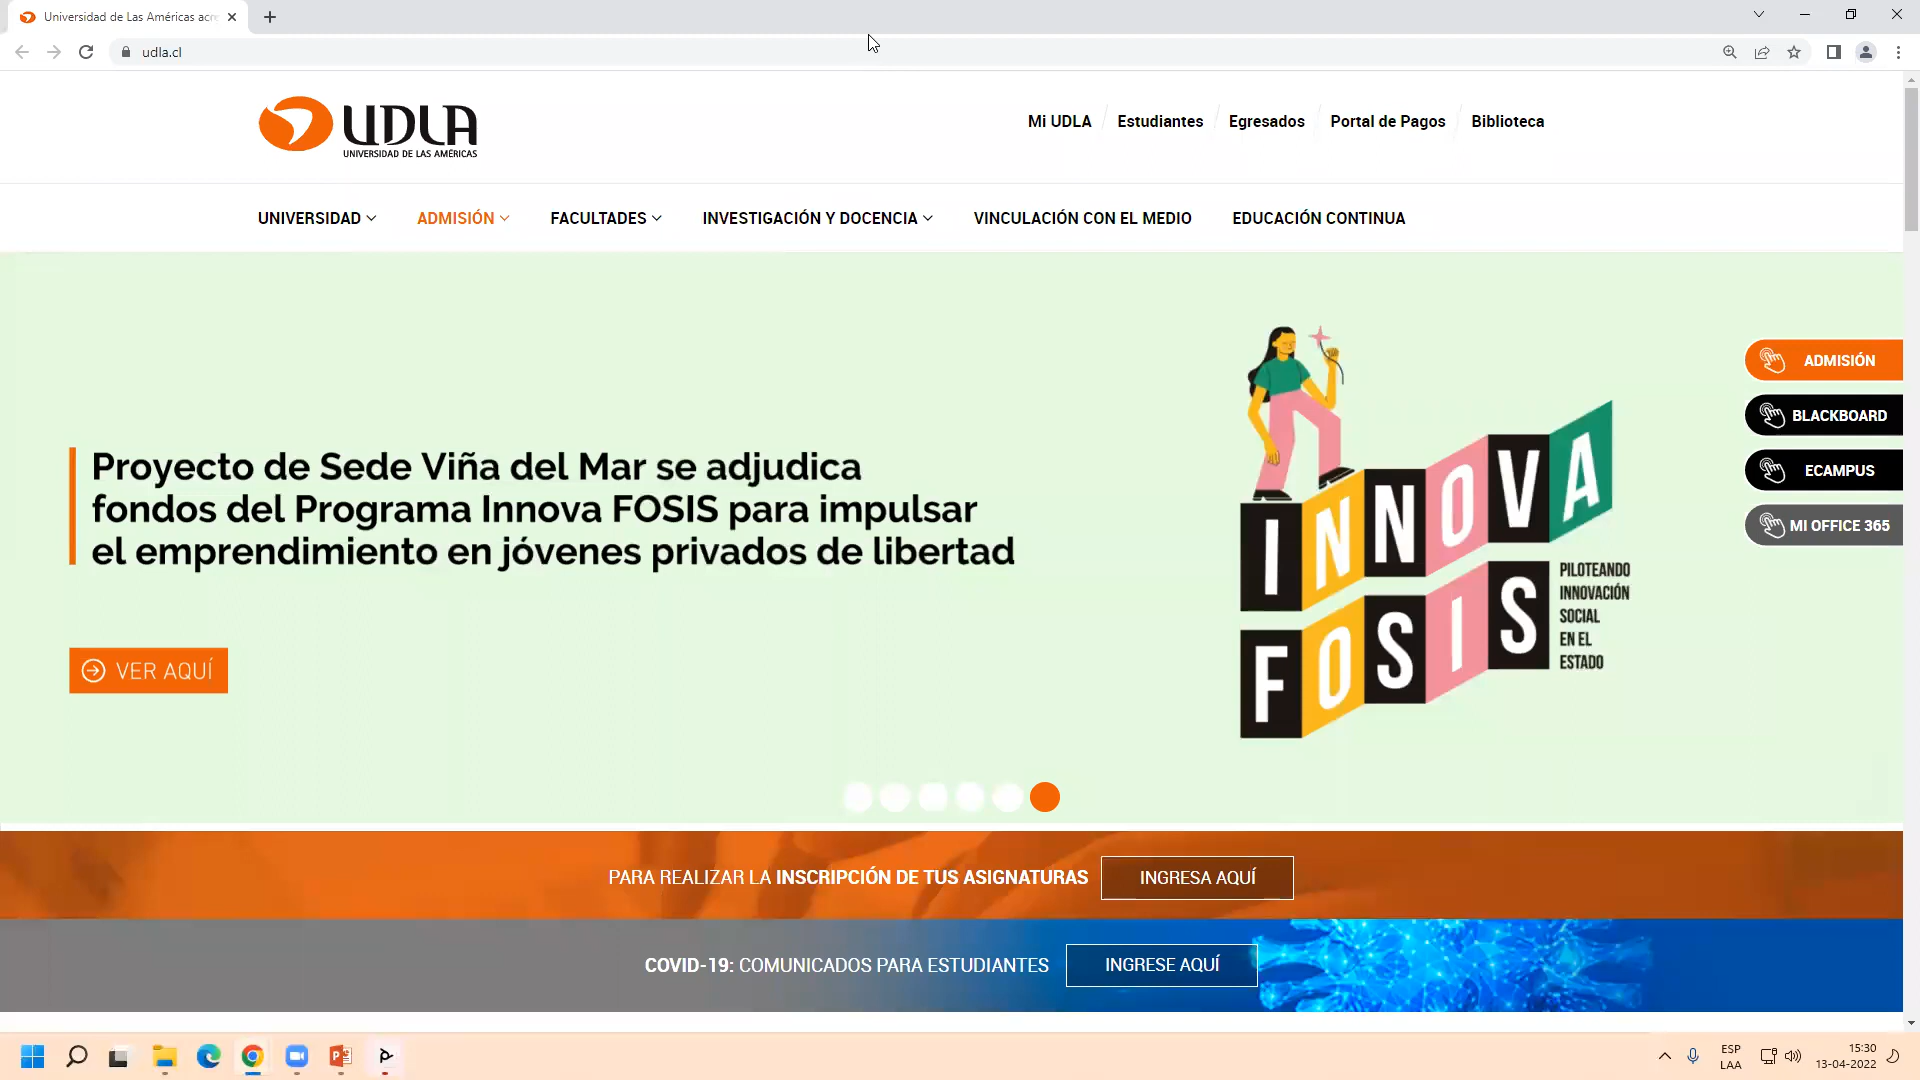 Universidad de Las Américas acre
udla.cl
UDLA
UNIVERSIDAD DE LAS AMÉRICAS
Mi UDLA
Estudiantes
Egresados
Portal de Pagos
Biblioteca
UNIVERSIDAD
ADMISIÓN
FACULTADES
INVESTIGACIÓN Y DOCENCIA
VINCULACIÓN CON EL MEDIO
EDUCACIÓN CONTINUA
Proyecto de Sede Viña del Mar se adjudica
fondos del Programa Innova FOSIS para impulsar
el emprendimiento en jóvenes privados de libertad
VER AQUÍ
INNOVA
FOSIS
PILOTEANDO
INNOVACIÓN
SOCIAL
EN EL
ESTADO
ADMISIÓN
BLACKBOARD
ECAMPUS
MI OFFICE 365
PARA REALIZAR LA INSCRIPCIÓN DE TUS ASIGNATURAS
INGRESA AQUÍ
COVID-19: COMUNICADOS PARA ESTUDIANTES
INGRESE AQUÍ
ESP
LAA
15:30
13-04-2022